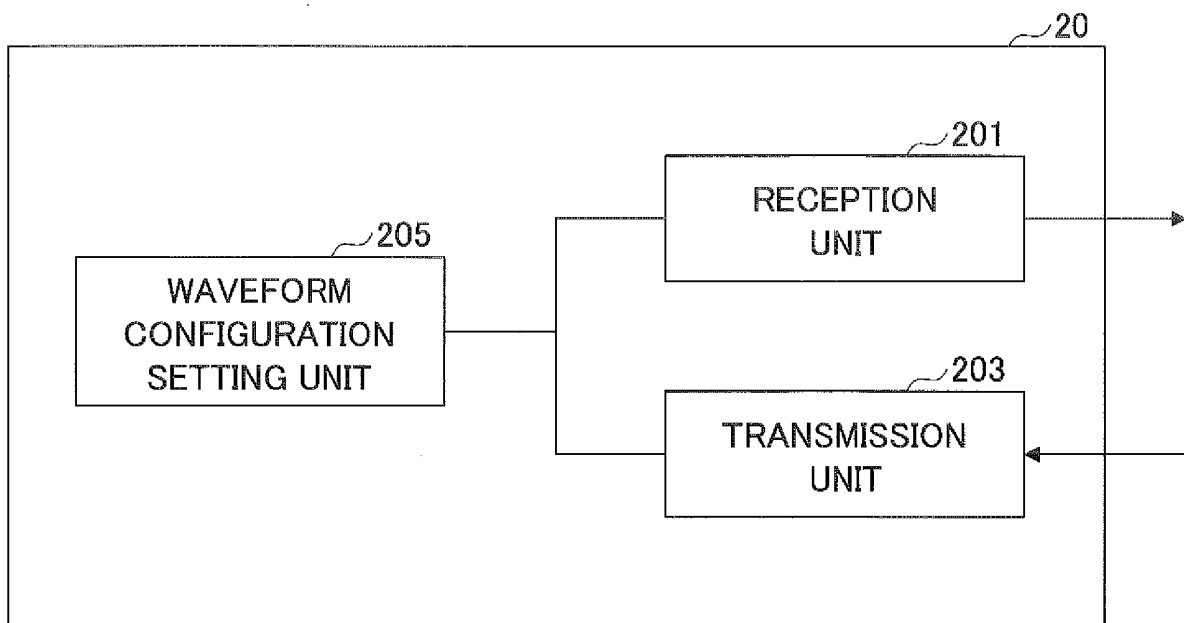 20
201
RECEPTION
UNIT
205
WAVEFORM
CONFIGURATION
SETTING UNIT
203
TRANSMISSION
UNIT